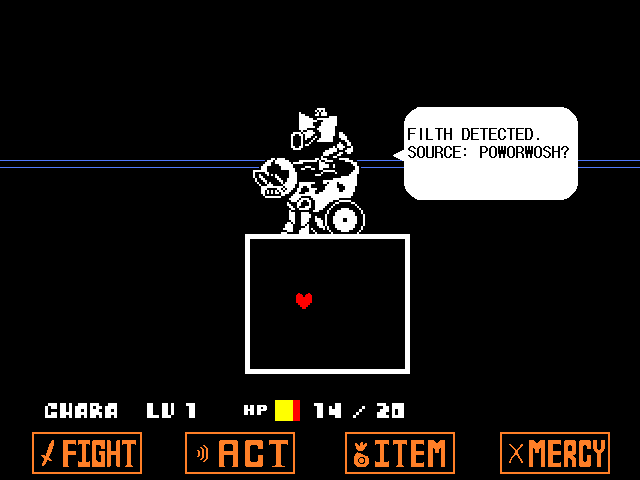 FILTH DETECTED.
SOURCE: POWORWOSH?
CHARA LV 1 HP 14 / 20
FIGHT ACT ITEM MERCY